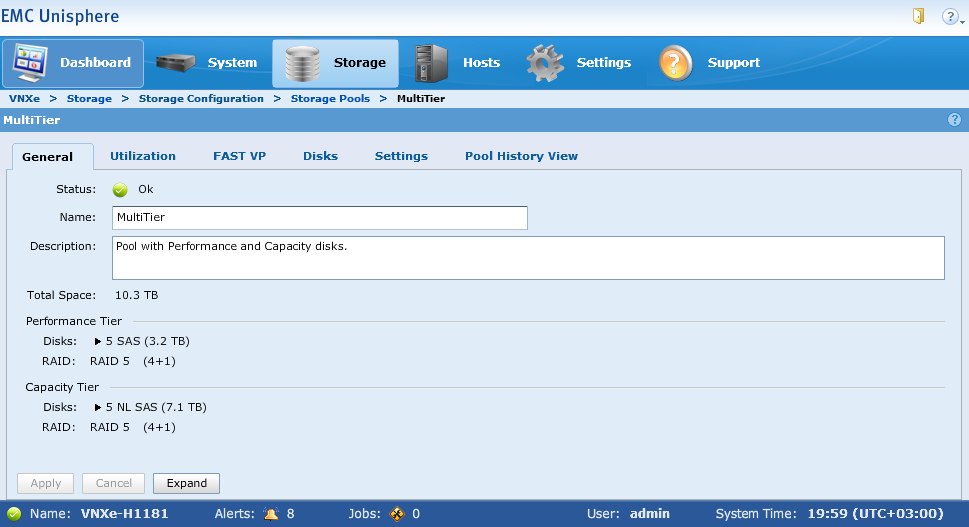 EMC Unisphere
Dashboard System Storage Hosts Settings Support
VNXe > Storage > Storage Configuration > Storage Pools > MultiTier
MultiTier
General Utilization FAST VP Disks Settings Pool History View
Status: Ok
Name: MultiTier
Description: Pool with Performance and Capacity disks.
Total Space: 10.3 TB
Performance Tier
Disks: 5 SAS (3.2 TB)
RAID: RAID 5 (4+1)
Capacity Tier
Disks: 5 NL SAS (7.1 TB)
RAID: RAID 5 (4+1)
Apply Cancel Expand
Name: VNXe-H1181 Alerts: 8 Jobs: 0 User: admin System Time: 19:59 (UTC+03:00)